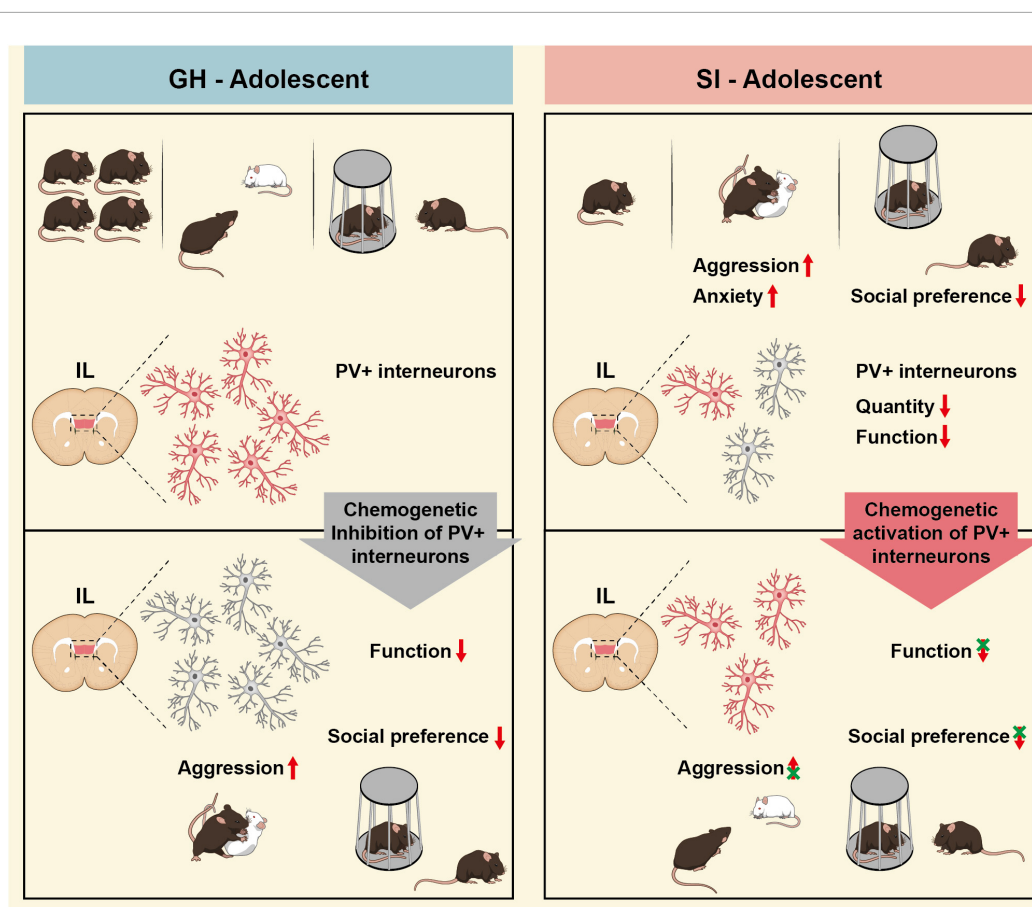 GH - Adolescent
SI - Adolescent
Aggression
Anxiety
Social preference
IL
PV+ interneurons
IL
PV+ interneurons
Quantity
Function
Chemogenetic
Inhibition of PV+
interneurons
Chemogenetic
activation of PV+
interneurons
IL
Function
Social preference
Aggression
IL
Function
Social preference
Aggression